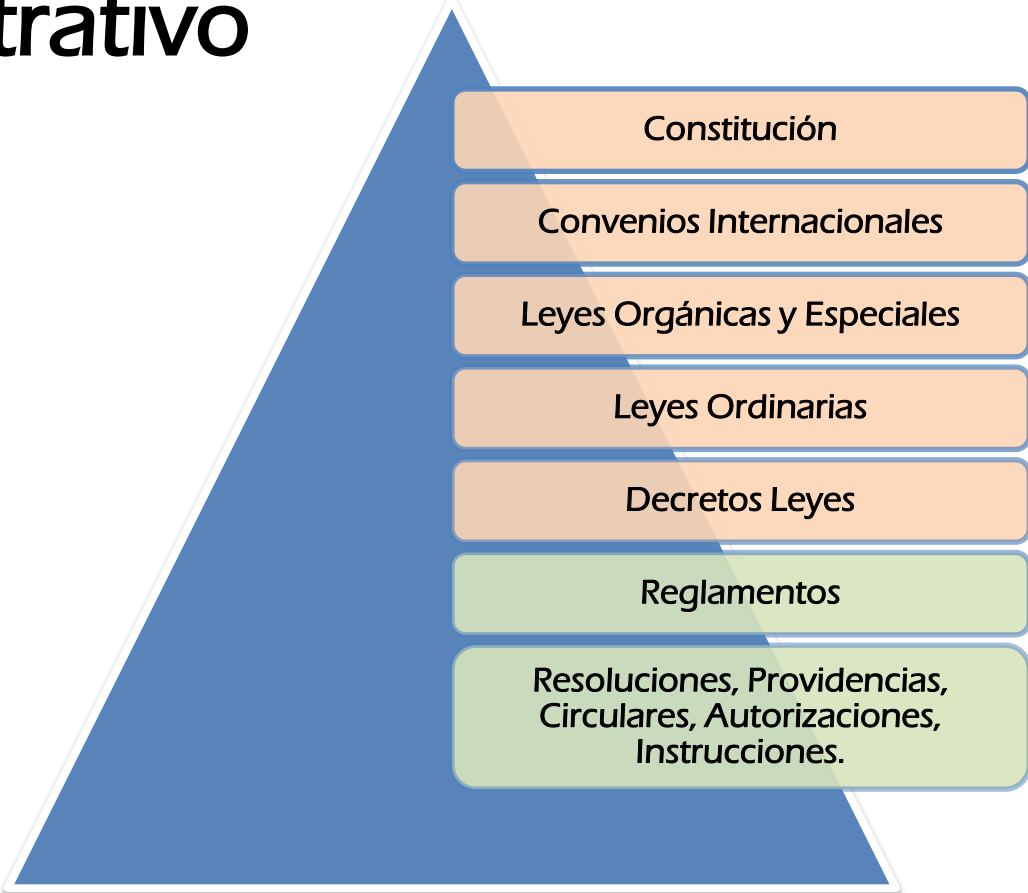 trativo
Constitución
Convenios Internacionales
Leyes Orgánicas y Especiales
Leyes Ordinarias
Decretos Leyes
Reglamentos
Resoluciones, Providencias,
Circulares, Autorizaciones,
Instrucciones.